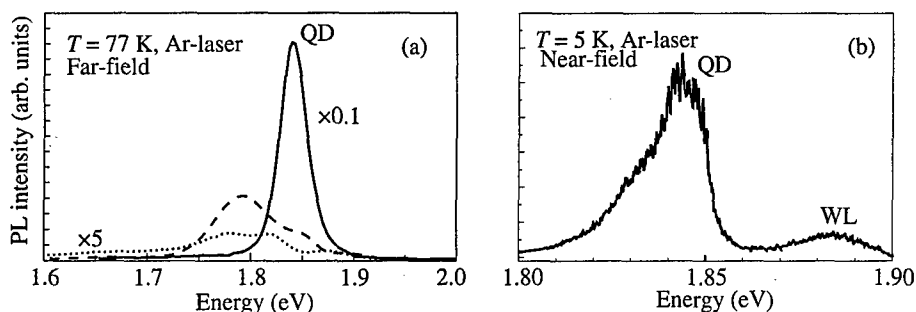 T = 77 K, Ar-laser
Far-field
QD
(a)
×0.1
×5
PL intensity (arb. units)
1.6 1.7 1.8 1.9 2.0
Energy (eV)
T = 5 K, Ar-laser
Near-field
QD
(b)
WL
1.80 1.85 1.90
Energy (eV)